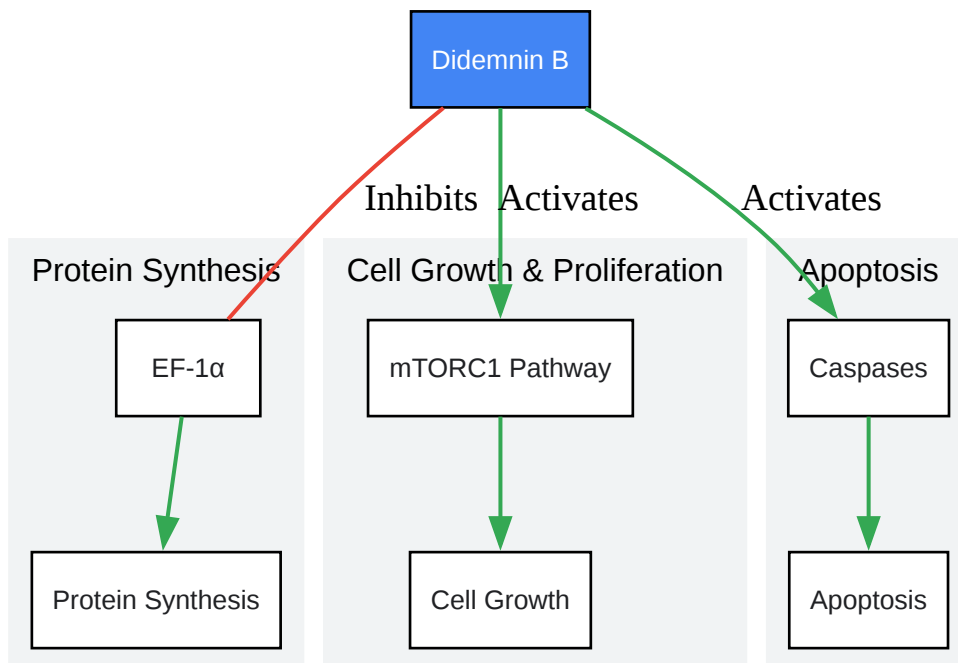 Didemnin B
Inhibits
Activates
Activates
Protein Synthesis
Cell Growth & Proliferation
Apoptosis
EF-1α
mTORC1 Pathway
Caspases
Protein Synthesis
Cell Growth
Apoptosis